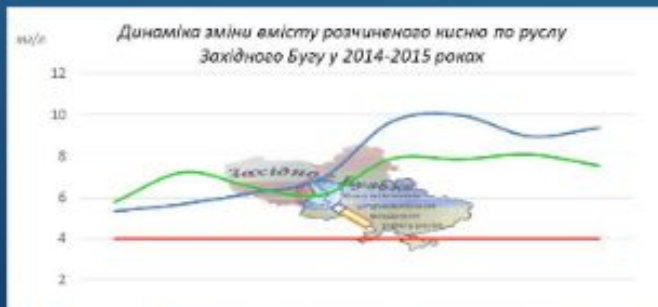 Динаміка зміни вмісту розчиненого кисню по руслу
Західного Бугу у 2014-2015 роках
мг/л
12
10
8
6
4
2